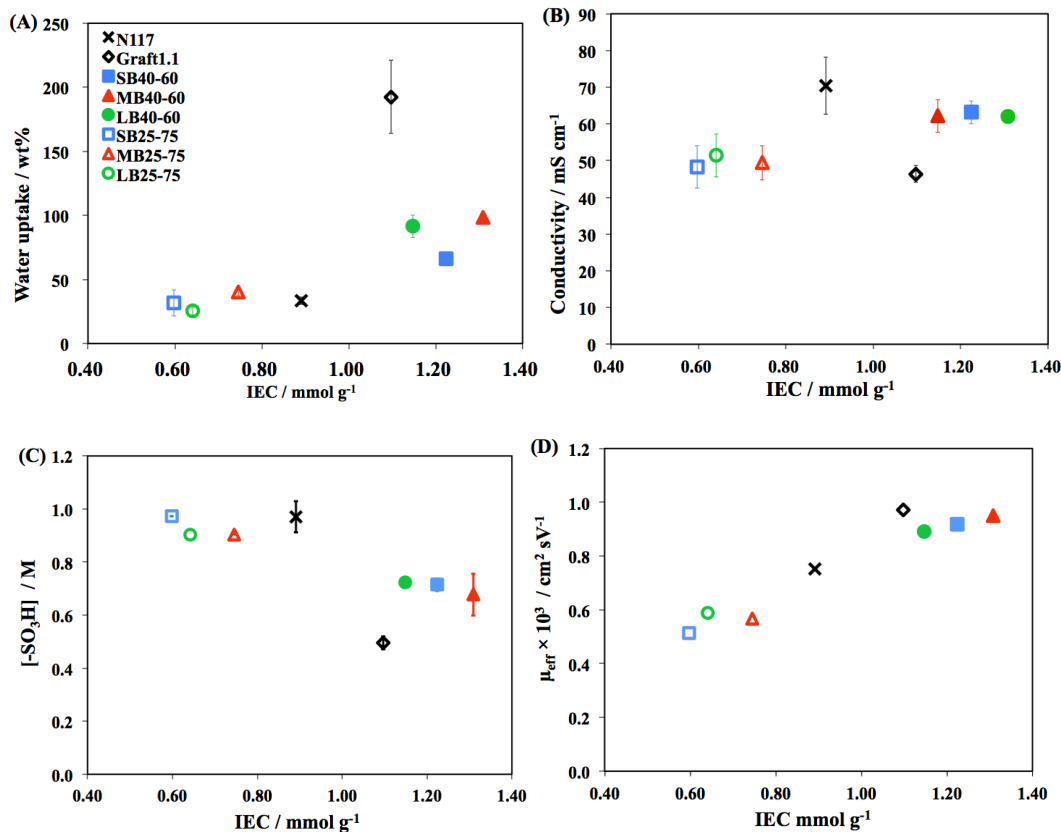 (A)
250
200
150
100
50
0
Water uptake / wt%
N117
Graft1.1
SB40-60
MB40-60
LB40-60
SB25-75
MB25-75
LB25-75
0.40 0.60 0.80 1.00 1.20 1.40
IEC / mmol g⁻¹
(B)
90
80
70
60
50
40
30
20
10
0
Conductivity / mS cm⁻¹
0.40 0.60 0.80 1.00 1.20 1.40
IEC / mmol g⁻¹
(C)
1.2
1.0
0.8
0.6
0.4
0.2
0.0
[-SO₃H] / M
0.40 0.60 0.80 1.00 1.20 1.40
IEC / mmol g⁻¹
(D)
1.2
1.0
0.8
0.6
0.4
0.2
0.0
μeff × 10³ / cm² sV⁻¹
0.40 0.60 0.80 1.00 1.20 1.40
IEC mmol g⁻¹